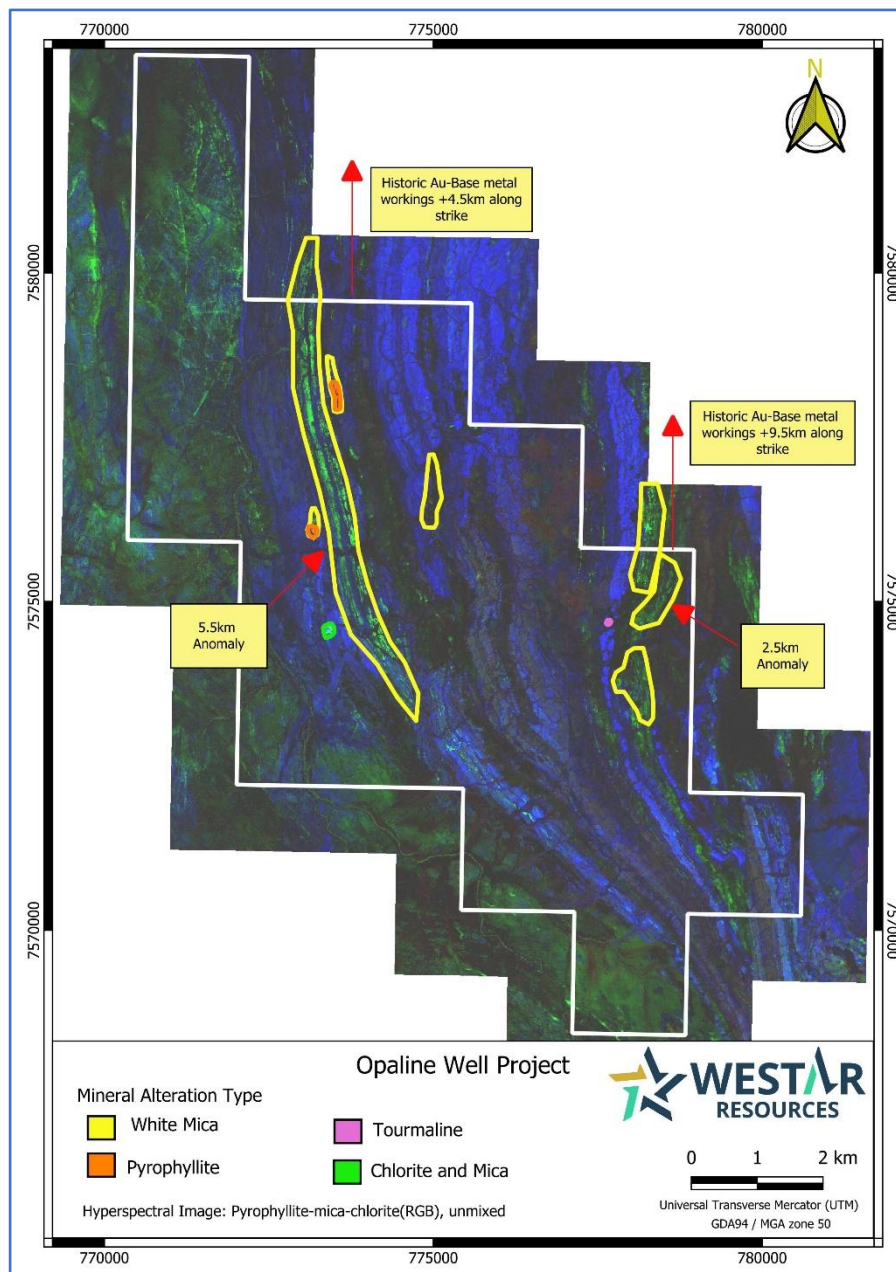 770000
775000
780000
N
Historic Au-Base metal
workings +4.5km along
strike
7580000
7580000
Historic Au-Base metal
workings +9.5km along
strike
7575000
7575000
5.5km
Anomaly
2.5km
Anomaly
7570000
7570000
Opaline Well Project
WESTAR
RESOURCES
Mineral Alteration Type
White Mica
Tourmaline
Pyrophyllite
Chlorite and Mica
0 1 2 km
Hyperspectral Image: Pyrophyllite-mica-chlorite(RGB), unmixed
Universal Transverse Mercator (UTM)
GDA94 / MGA zone 50
770000
775000
780000